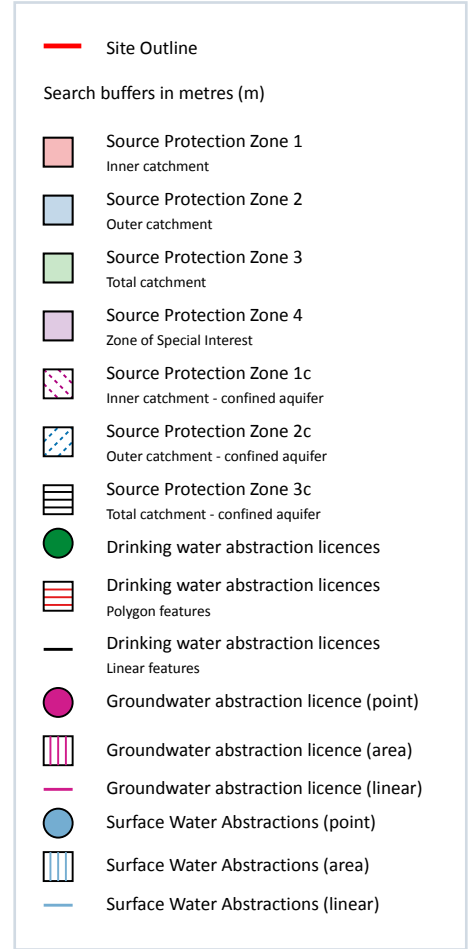 Site Outline
Search buffers in metres (m)
Source Protection Zone 1
Inner catchment
Source Protection Zone 2
Outer catchment
Source Protection Zone 3
Total catchment
Source Protection Zone 4
Zone of Special Interest
Source Protection Zone 1c
Inner catchment - confined aquifer
Source Protection Zone 2c
Outer catchment - confined aquifer
Source Protection Zone 3c
Total catchment - confined aquifer
Drinking water abstraction licences
Drinking water abstraction licences
Polygon features
Drinking water abstraction licences
Linear features
Groundwater abstraction licence (point)
Groundwater abstraction licence (area)
Groundwater abstraction licence (linear)
Surface Water Abstractions (point)
Surface Water Abstractions (area)
Surface Water Abstractions (linear)